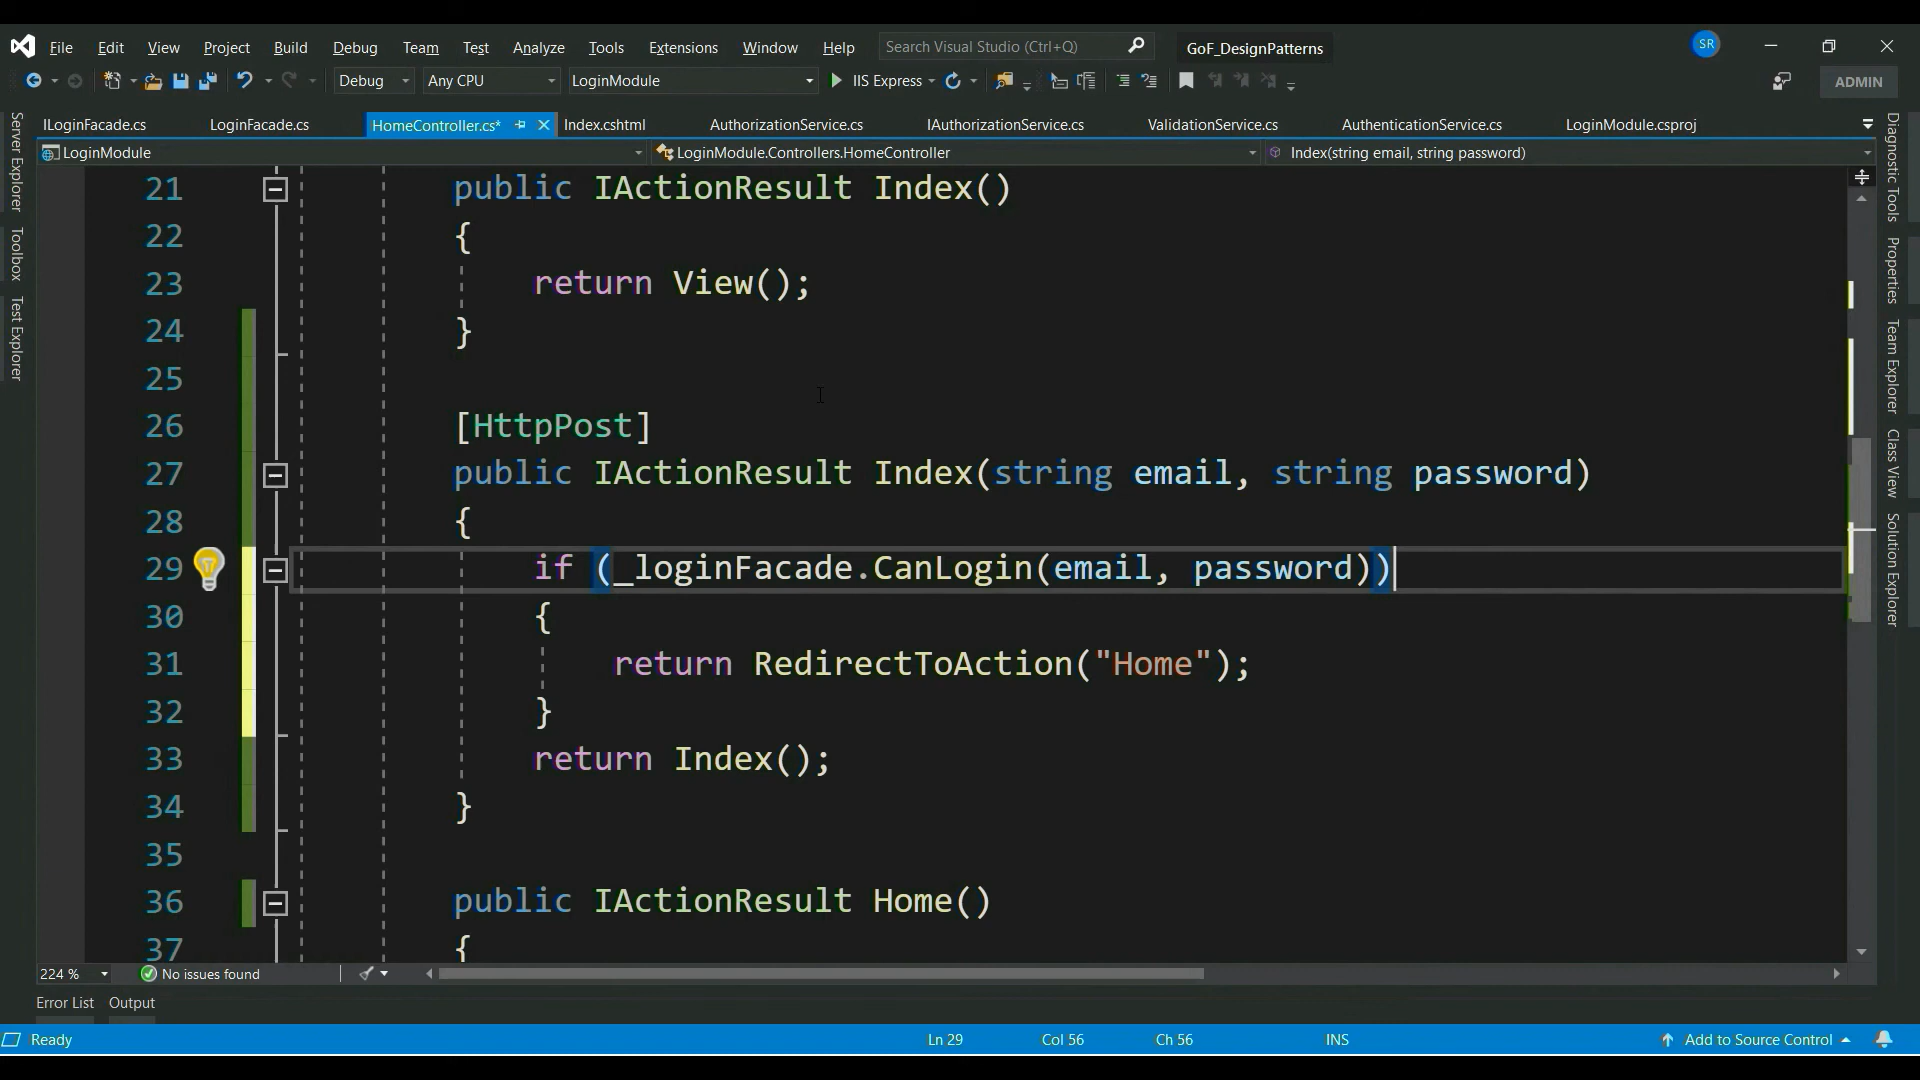 File Edit View Project Build Debug Team Test Analyze Tools Extensions Window Help Search Visual Studio (Ctrl+Q) GoF_DesignPatterns SR
Debug Any CPU LoginModule IIS Express ADMIN
ILoginFacade.cs LoginFacade.cs HomeController.cs* Index.cshtml AuthorizationService.cs IAuthorizationService.cs ValidationService.cs AuthenticationService.cs LoginModule.csproj
LoginModule LoginModule.Controllers.HomeController Index(string email, string password)
Server Explorer
Toolbox
Test Explorer
21 public IActionResult Index()
22 {
23 return View();
24 }
25
26 [HttpPost]
27 public IActionResult Index(string email, string password)
28 {
29 if (_loginFacade.CanLogin(email, password))
30 {
31 return RedirectToAction("Home");
32 }
33 return Index();
34 }
35
36 public IActionResult Home()
37 {
Diagnostic Tools
Properties
Team Explorer
Class View
Solution Explorer
224 % No issues found
Error List Output
Ready Ln 29 Col 56 Ch 56 INS Add to Source Control